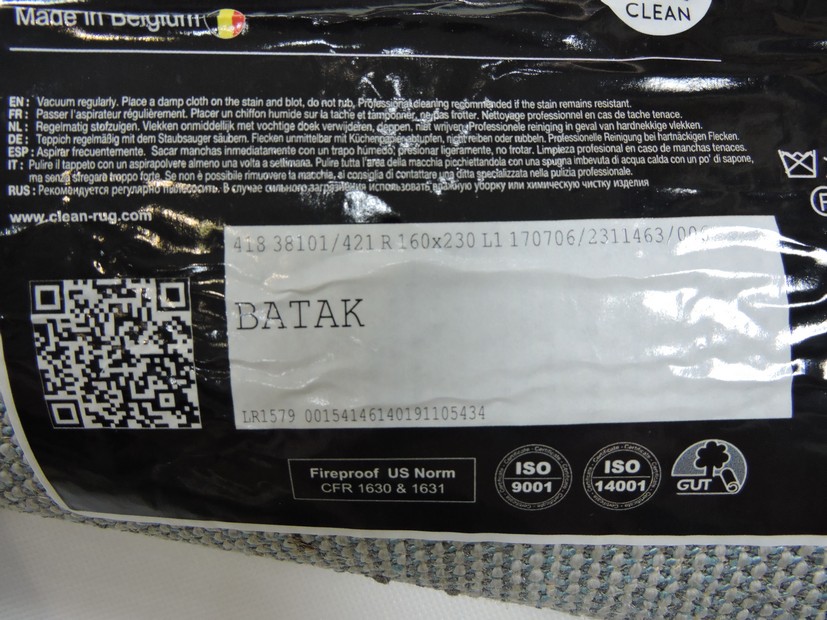 Made in Belgium
CLEAN
EN: Vacuum regularly. Place a damp cloth on the stain and blot, do not rub, Professional cleaning recommended if the stain remains resistant.
FR: Passer l'aspirateur régulièrement. Placer un chiffon humide sur la tache et tamponner, ne pas frotter. Nettoyage professionnel en cas de tache tenace.
NL: Regelmatig stofzuigen. Vlekken onmiddellijk met vochtige doek verwijderen, deppen, niet wrijven. Professionele reiniging in geval van hardnekkige vlekken.
DE: Teppich regelmäßig mit dem Staubsauger säubern. Flecken unmittelbar mit Küchenpapier abtupfen, nicht reiben oder rubbeln. Professionelle Reinigung bei hartnäckigen Flecken.
ESP: Aspirar frecuentemente. Sacar manchas inmediatamente con un trapo húmedo, presionar ligeramente, no frotar. Limpieza profesional en caso de manchas tenaces.
IT: Pulire il tappeto con un aspirapolvere almeno una volta a settimana. Pulire tutta l'area della macchia picchiettandola con una spugna imbevuta di acqua calda con un po' di sapone,
ma senza sfregare troppo forte. Se non è possibile rimuovere la macchia, si consiglia di contattare una ditta specializzata nella pulizia professionale.
RUS: Рекомендуется регулярно пылесосить. В случае сильного загрязнения использовать влажную уборку или химическую чистку изделия
www.clean-rug.com
418 38101/421 R 160x230 L1 170706/2311463/00
BATAK
LR1579 00154146140191105434
Fireproof US Norm
CFR 1630 & 1631
ISO
9001
ISO
14001
GUT